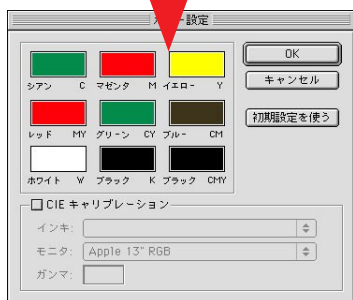 設定
OK
キャンセル
初期設定を使う
シアン C マゼンタ M イエロー Y
レッド MY グリーン CY ブルー CM
ホワイト W ブラック K ブラック CMY
CIE キャリブレーション
インキ:
モニタ: Apple 13" RGB
ガンマ: